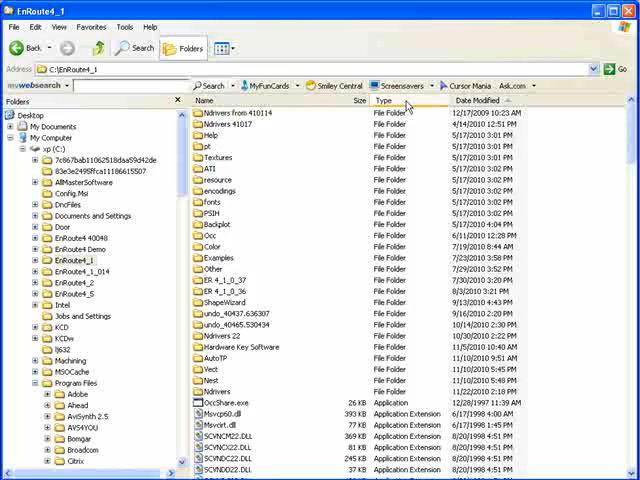 EnRoute4_1
File Edit View Favorites Tools Help
Back Search Folders
Address C:\EnRoute4_1 Go
mywebsearch Search MyFunCards Smiley Central Screensavers Cursor Mania Ask.com
Folders
Desktop
My Documents
My Computer
xp (C:)
7c867bab11062518daa59d42de
83e3e2495ffca11186615507
AllMasterSoftware
Config.Msi
DncFiles
Documents and Settings
Door
EnRoute4 40048
EnRoute4 Demo
EnRoute4_1
EnRoute4_1_014
EnRoute4_2
EnRoute4_5
Intel
Jobs and Settings
KCD
KCDw
ljs32
Machining
MSOCache
Program Files
Adobe
Ahead
AviSynth 2.5
AVS4YOU
Bomgar
Broadcom
Citrix
Name Size Type Date Modified
Ndrivers from 410114 File Folder 12/17/2009 10:23 AM
Ndrivers 41017 File Folder 4/14/2010 12:51 PM
Help File Folder 5/17/2010 3:01 PM
pt File Folder 5/17/2010 3:01 PM
Textures File Folder 5/17/2010 3:01 PM
ATI File Folder 5/17/2010 3:01 PM
resource File Folder 5/17/2010 3:01 PM
encodings File Folder 5/17/2010 3:01 PM
fonts File Folder 5/17/2010 3:02 PM
PSIH File Folder 5/17/2010 3:02 PM
Backplot File Folder 5/17/2010 4:04 PM
Occ File Folder 6/11/2010 12:28 PM
Color File Folder 7/19/2010 8:44 AM
Examples File Folder 7/23/2010 3:58 PM
Other File Folder 7/29/2010 3:52 PM
ER 4_1_0_37 File Folder 7/30/2010 3:20 PM
ER 4_1_0_36 File Folder 8/3/2010 3:21 PM
ShapeWizard File Folder 9/13/2010 4:43 PM
undo_40437.636307 File Folder 9/16/2010 2:20 PM
undo_40465.530434 File Folder 10/14/2010 2:30 PM
Ndrivers 22 File Folder 10/30/2010 2:22 PM
Hardware Key Software File Folder 11/5/2010 10:40 AM
AutoTP File Folder 11/10/2010 9:51 AM
Vect File Folder 11/10/2010 3:36 PM
Nest File Folder 11/10/2010 3:36 PM
Ndrivers File Folder 11/22/2010 2:18 PM
OccShare.exe 26 KB Application 12/28/1997 11:39 AM
Msvcp60.dll 393 KB Application Extension 6/17/1998 4:00 AM
Msvcirt.dll 77 KB Application Extension 6/17/1998 1:45 PM
SCVNCM22.DLL 369 KB Application Extension 8/20/1998 4:53 PM
SCVNCX22.DLL 81 KB Application Extension 8/20/1998 4:53 PM
SCVNDC22.DLL 245 KB Application Extension 8/20/1998 4:53 PM
SCVNDD22.DLL 37 KB Application Extension 8/20/1998 4:53 PM